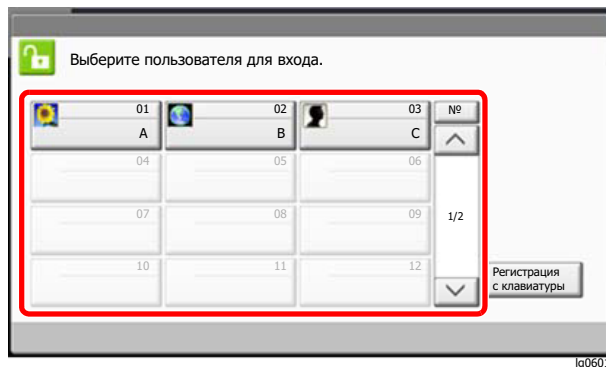 Выберите пользователя для входа.
01 02 03 №
A B C
04 05 06
07 08 09 1/2
10 11 12
Регистрация
с клавиатуры
lg0601